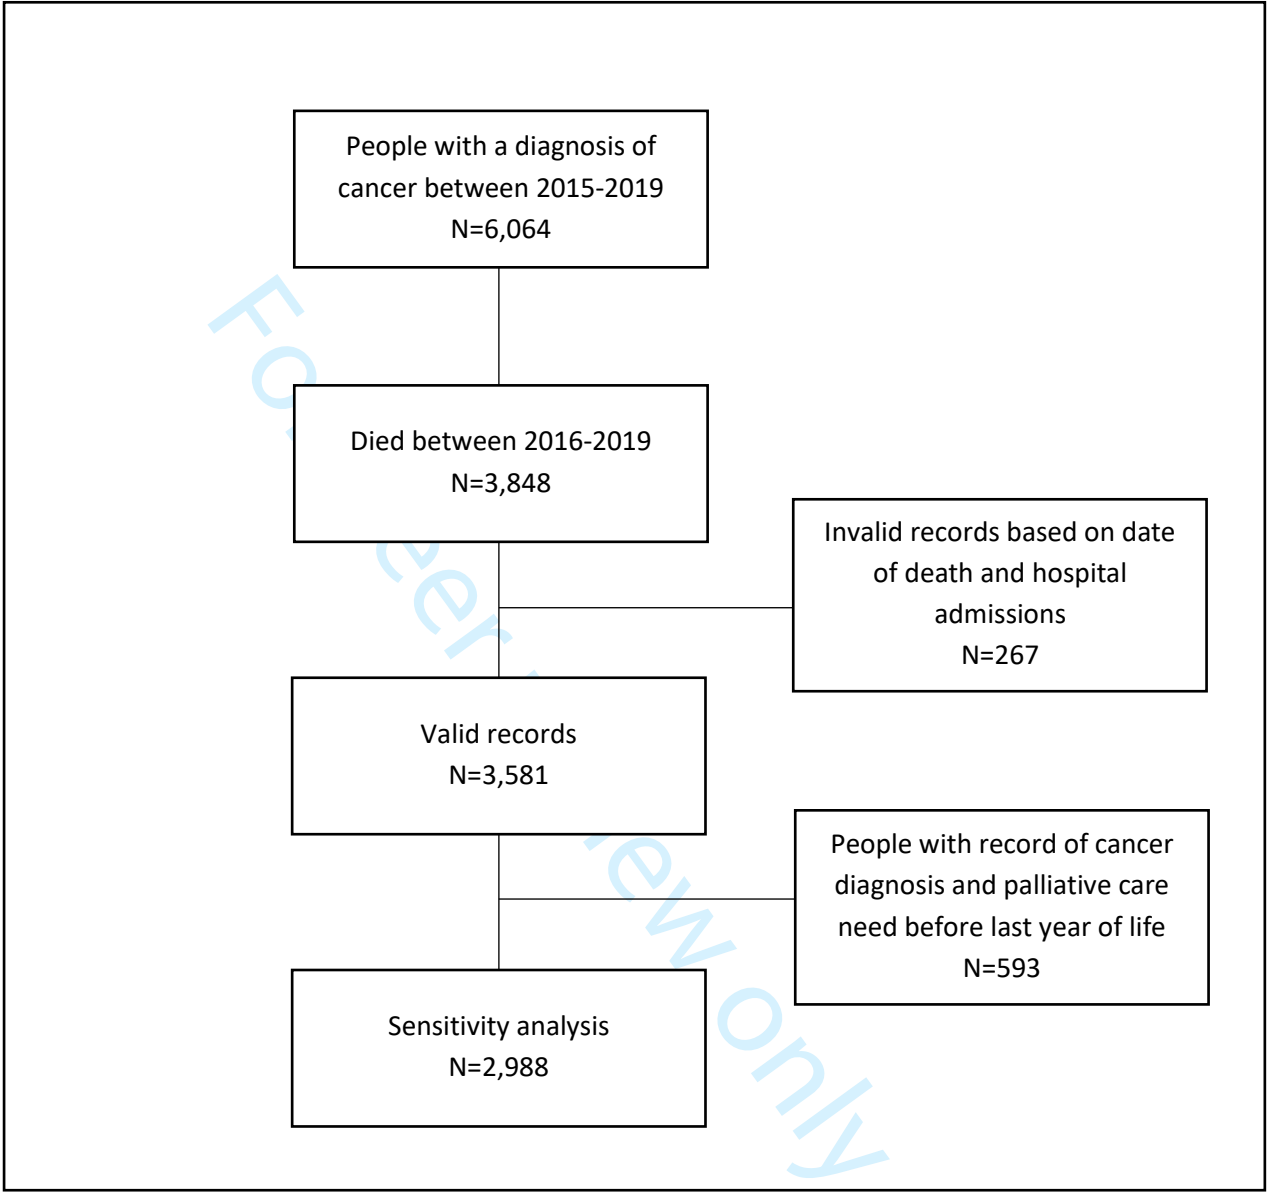 People with a diagnosis of
cancer between 2015-2019
N=6,064
Died between 2016-2019
N=3,848
Invalid records based on date
of death and hospital
admissions
N=267
Valid records
N=3,581
People with record of cancer
diagnosis and palliative care
need before last year of life
N=593
Sensitivity analysis
N=2,988